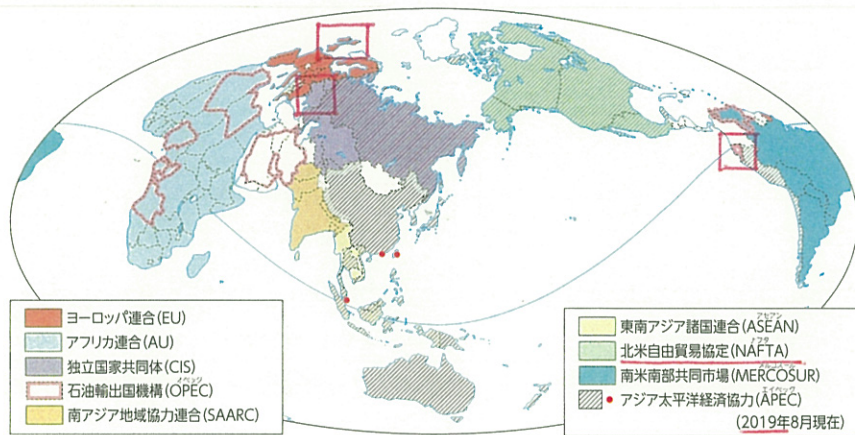 ヨーロッパ連合(EU)
アフリカ連合(AU)
独立国家共同体(CIS)
石油輸出国機構(OPEC)
オペック
南アジア地域協力連合(SAARC)
東南アジア諸国連合(ASEAN)
アセアン
北米自由貿易協定(NAFTA)
ナフタ
南米南部共同市場(MERCOSUR)
メルコスール
アジア太平洋経済協力(APEC)
エイペック
(2019年8月現在)